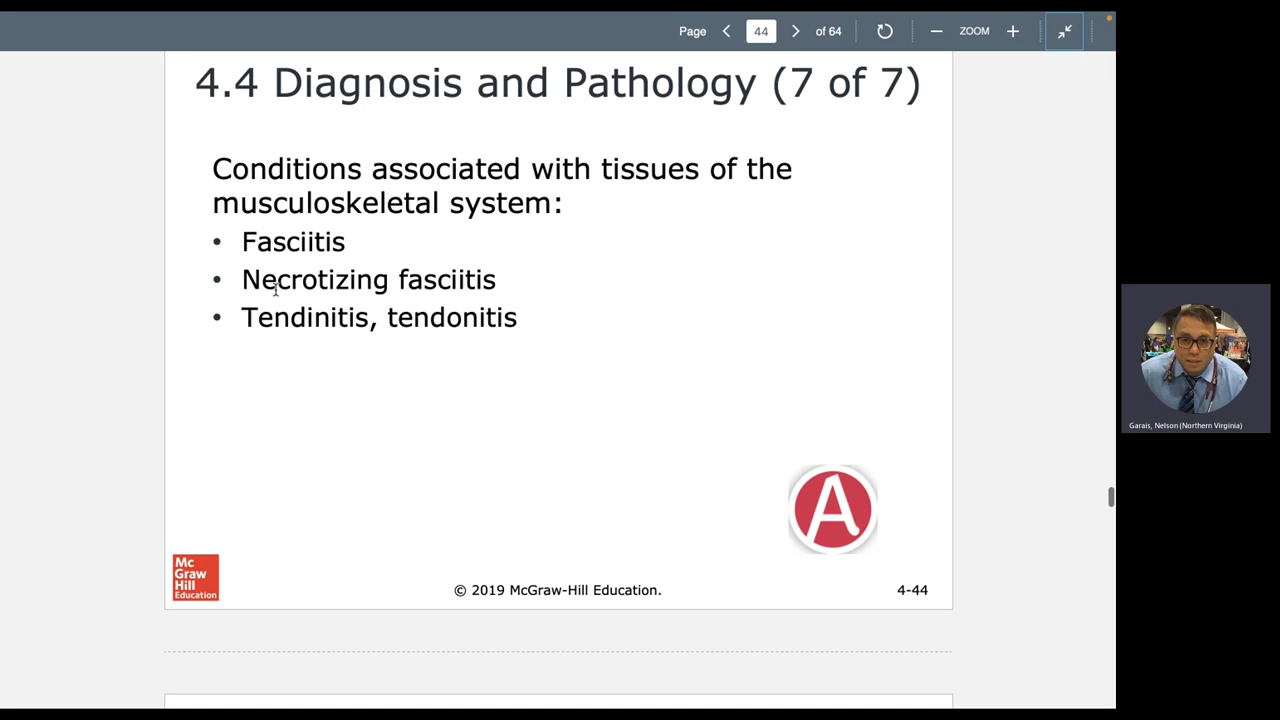 Page 44 of 64 ZOOM
4.4 Diagnosis and Pathology (7 of 7)
Conditions associated with tissues of the
musculoskeletal system:
• Fasciitis
• Necrotizing fasciitis
• Tendinitis, tendonitis
A
Mc
Graw
Hill
Education
© 2019 McGraw-Hill Education.
4-44
Garais, Nelson (Northern Virginia)